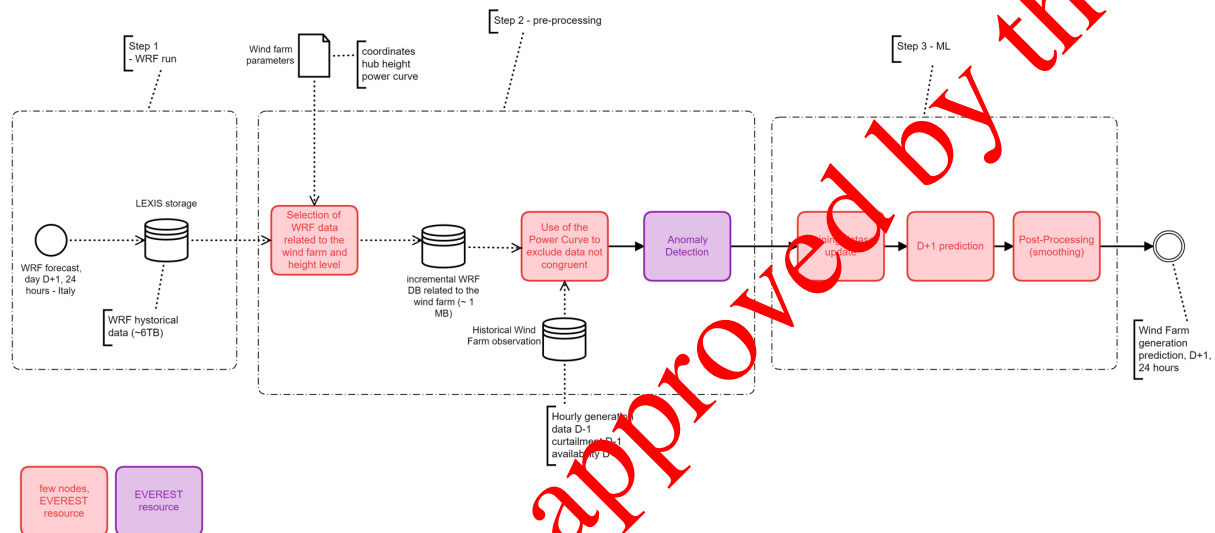 Step 1
- WRF run
Wind farm
parameters
coordinates
hub height
power curve
Step 2 - pre-processing
Step 3 - ML
LEXIS storage
WRF forecast,
day D+1, 24
hours - Italy
WRF hystorical
data (~6TB)
Selection of
WRF data
related to the
wind farm and
height level
incremental WRF
DB related to the
wind farm (~ 1
MB)
Use of the
Power Curve to
exclude data not
congruent
Anomaly
Detection
update
D+1 prediction
Post-Processing
(smoothing)
Historical Wind
Farm observation
Hourly generation
data D-1
curtailment D-1
availability
Wind Farm
generation
prediction, D+1,
24 hours
few nodes,
EVEREST
resource
EVEREST
resource
approved by